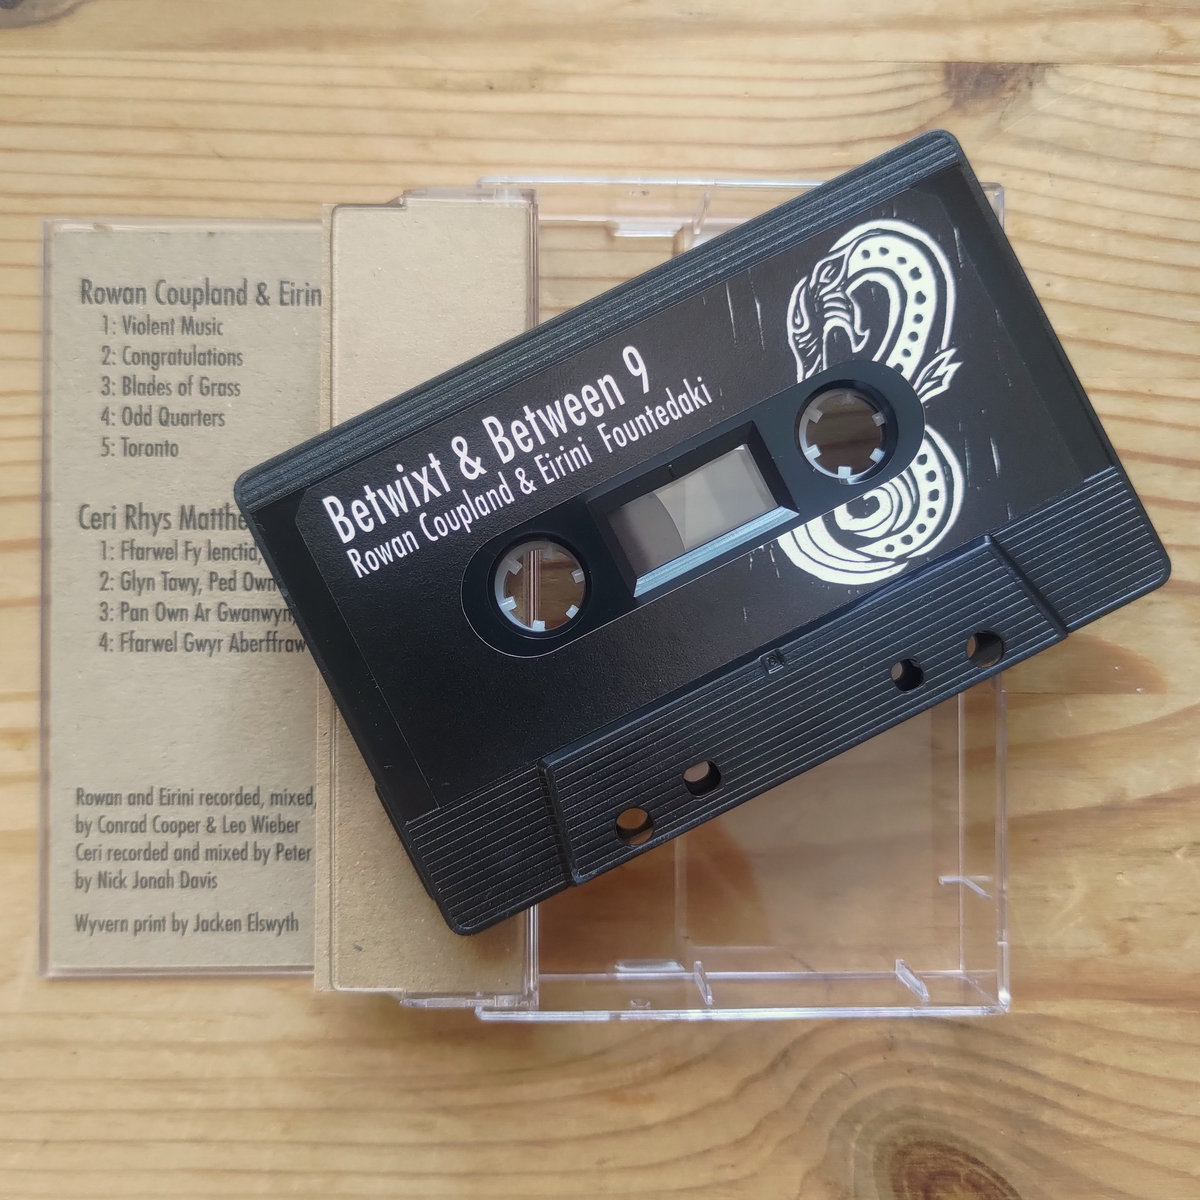 Rowan Coupland & Eirin
1: Violent Music
2: Congratulations
3: Blades of Grass
4: Odd Quarters
5: Toronto
Ceri Rhys Matthe
1: Ffarwel Fy Ienctid,
2: Glyn Tawy, Ped Own
3: Pan Own Ar Gwanwyn,
4: Ffarwel Gwyr Aberffraw
Rowan and Eirini recorded, mixed,
by Conrad Cooper & Leo Wieber
Ceri recorded and mixed by Peter
by Nick Jonah Davis
Wyvern print by Jacken Elswyth
Betwixt & Between 9
Rowan Coupland & Eirini Fountedaki